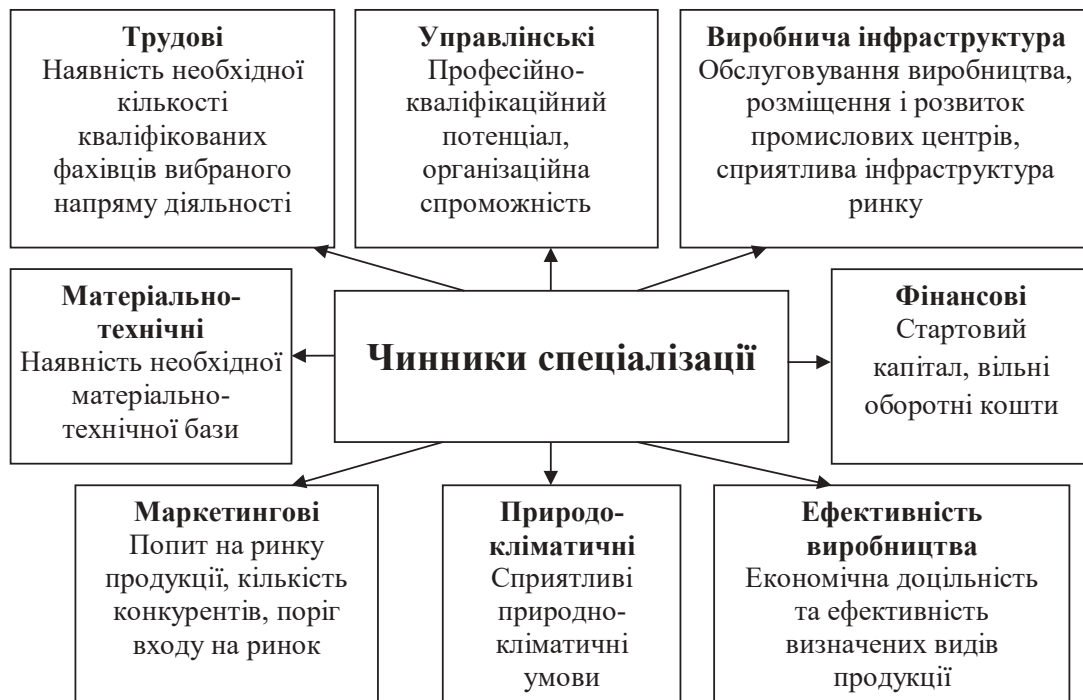 Трудові
Наявність необхідної
кількості
кваліфікованих
фахівців вибраного
напряму діяльності
Управлінські
Професійно-
кваліфікаційний
потенціал,
організаційна
спроможність
Виробнича інфраструктура
Обслуговування виробництва,
розміщення і розвиток
промислових центрів,
сприятлива інфраструктура
ринку
Матеріально-
технічні
Наявність необхідної
матеріально-
технічної бази
Чинники спеціалізації
Фінансові
Стартовий
капітал, вільні
оборотні кошти
Маркетингові
Попит на ринку
продукції, кількість
конкурентів, поріг
входу на ринок
Природо-
кліматичні
Сприятливі
природно-
кліматичні
умови
Ефективність
виробництва
Економічна доцільність
та ефективність
визначених видів
продукції